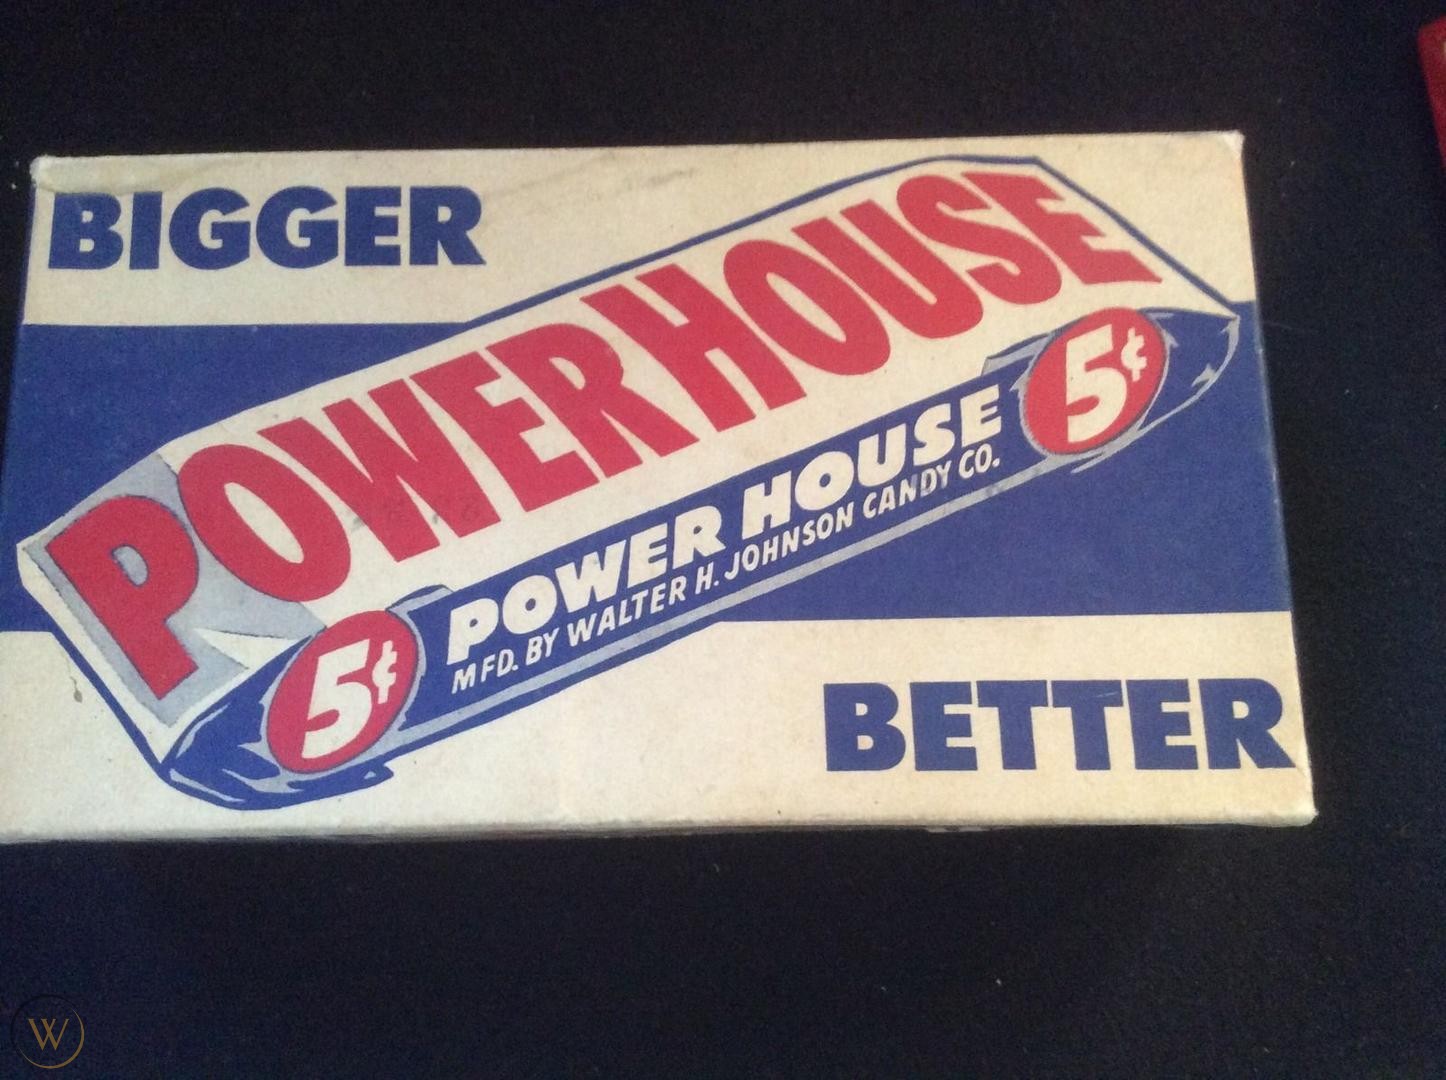 BIGGER
POWERHOUSE
5¢
POWER HOUSE
MFD. BY WALTER H. JOHNSON CANDY CO.
5¢
BETTER
W